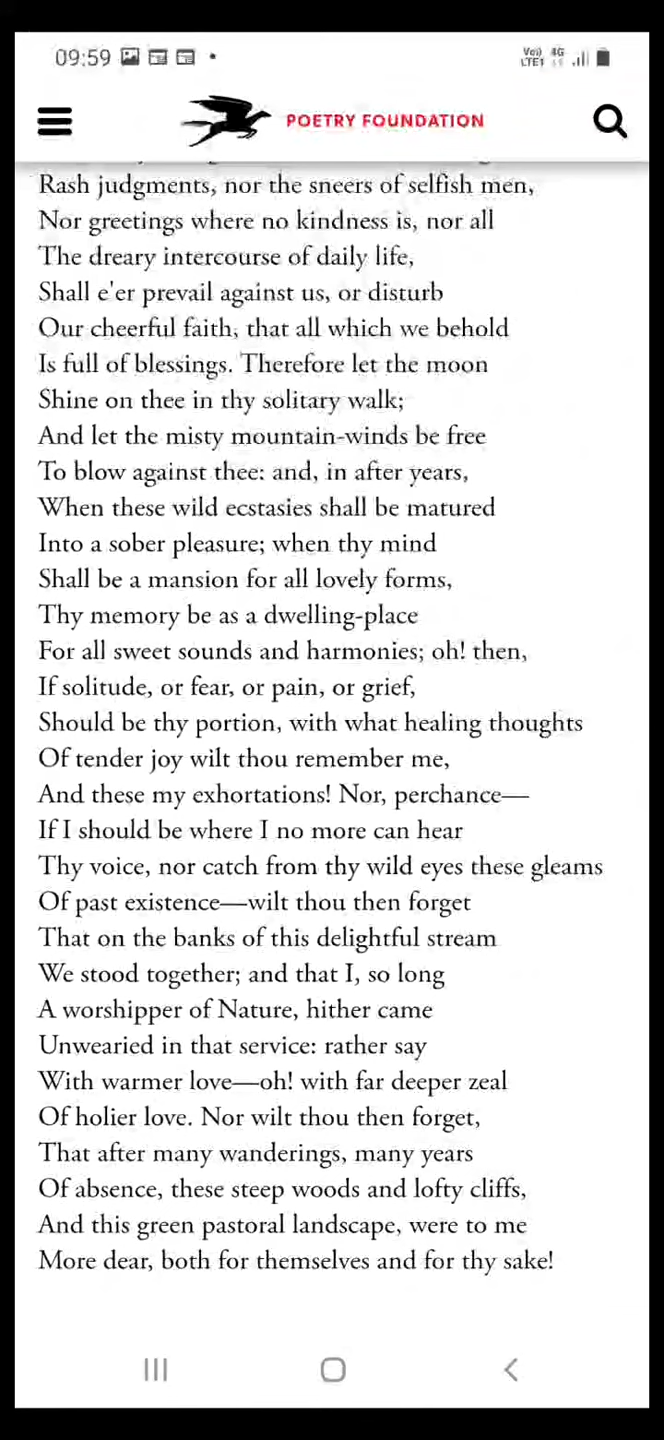 09:59
Vo) 4G
LTE1
POETRY FOUNDATION
Rash judgments, nor the sneers of selfish men,
Nor greetings where no kindness is, nor all
The dreary intercourse of daily life,
Shall e'er prevail against us, or disturb
Our cheerful faith, that all which we behold
Is full of blessings. Therefore let the moon
Shine on thee in thy solitary walk;
And let the misty mountain-winds be free
To blow against thee: and, in after years,
When these wild ecstasies shall be matured
Into a sober pleasure; when thy mind
Shall be a mansion for all lovely forms,
Thy memory be as a dwelling-place
For all sweet sounds and harmonies; oh! then,
If solitude, or fear, or pain, or grief,
Should be thy portion, with what healing thoughts
Of tender joy wilt thou remember me,
And these my exhortations! Nor, perchance—
If I should be where I no more can hear
Thy voice, nor catch from thy wild eyes these gleams
Of past existence—wilt thou then forget
That on the banks of this delightful stream
We stood together; and that I, so long
A worshipper of Nature, hither came
Unwearied in that service: rather say
With warmer love—oh! with far deeper zeal
Of holier love. Nor wilt thou then forget,
That after many wanderings, many years
Of absence, these steep woods and lofty cliffs,
And this green pastoral landscape, were to me
More dear, both for themselves and for thy sake!